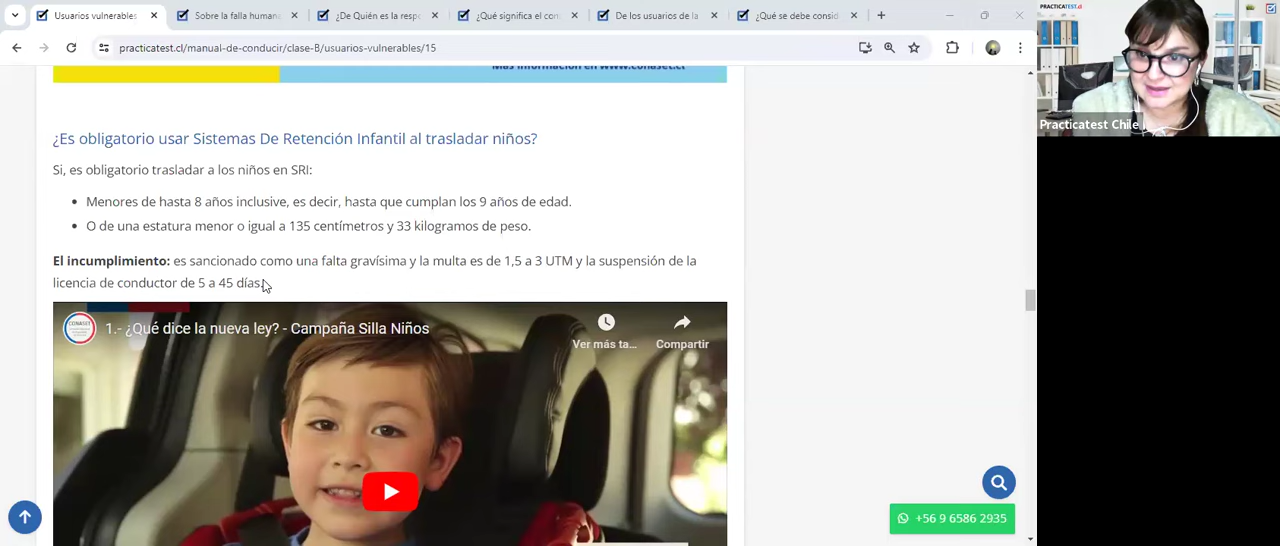 Usuarios vulnerables
Sobre la falla humana
¿De Quién es la resp
¿Qué significa el con
De los usuarios de la
¿Qué se debe consid
practicatest.cl/manual-de-conducir/clase-B/usuarios-vulnerables/15
PRACTICATEST.cl
Más información en www.conaset.cl
Practicatest Chile
¿Es obligatorio usar Sistemas De Retención Infantil al trasladar niños?
Si, es obligatorio trasladar a los niños en SRI:
Menores de hasta 8 años inclusive, es decir, hasta que cumplan los 9 años de edad.
O de una estatura menor o igual a 135 centímetros y 33 kilogramos de peso.
El incumplimiento: es sancionado como una falta gravísima y la multa es de 1,5 a 3 UTM y la suspensión de la
licencia de conductor de 5 a 45 días.
CONASET
1.- ¿Qué dice la nueva ley? - Campaña Silla Niños
Ver más ta...
Compartir
+56 9 6586 2935